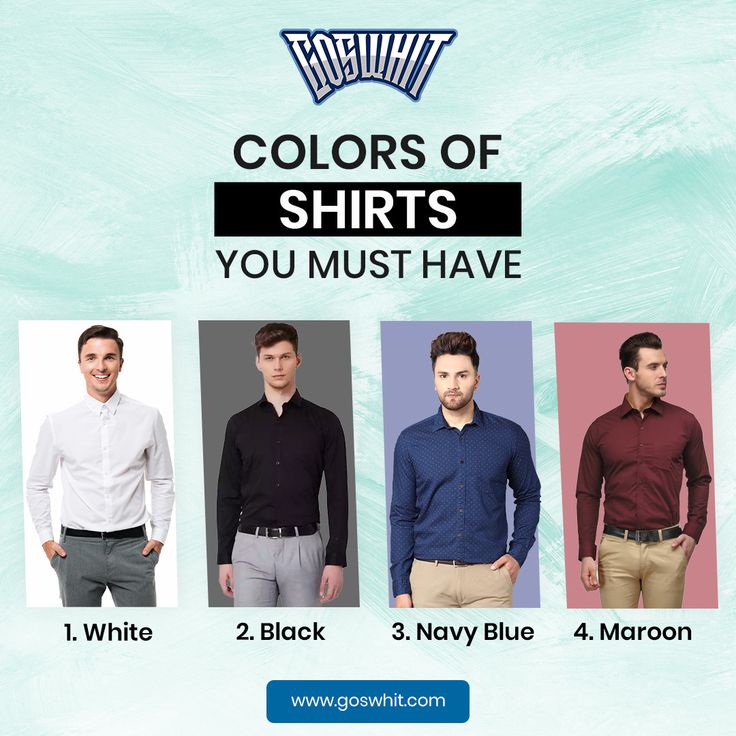 GOSWHIT
COLORS OF
SHIRTS
YOU MUST HAVE
1. White
2. Black
3. Navy Blue
4. Maroon
www.goswhit.com